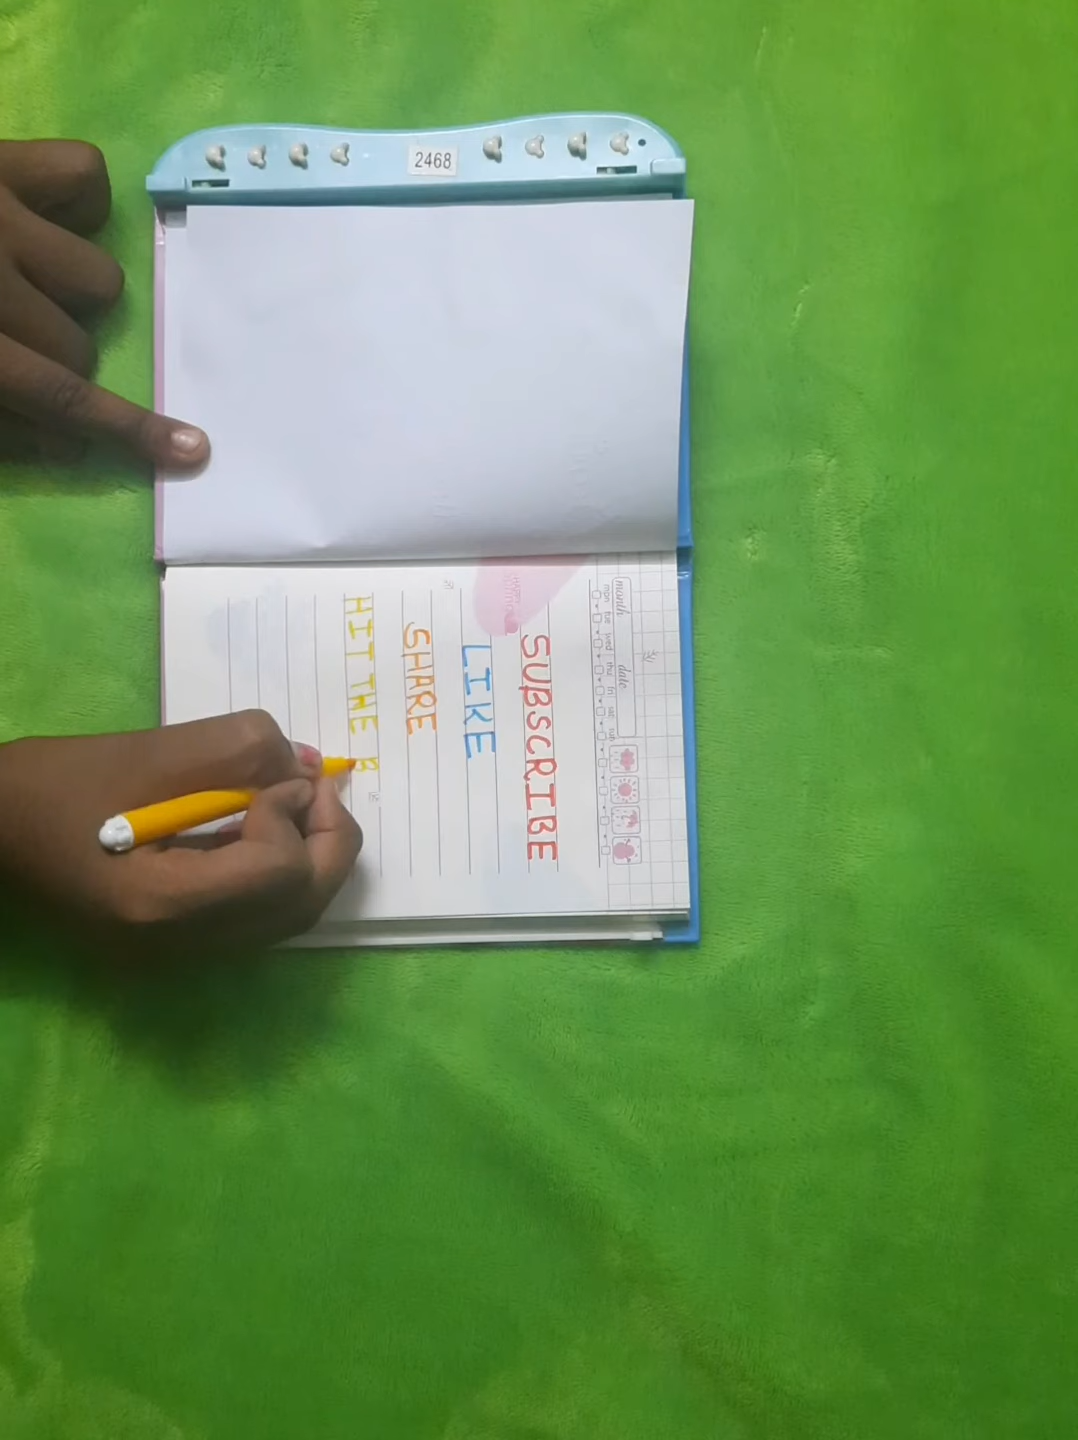 2468
month date
mon tue wed thu fri sat sun
SUBSCRIBE
LIKE
SHARE
HIT THE B